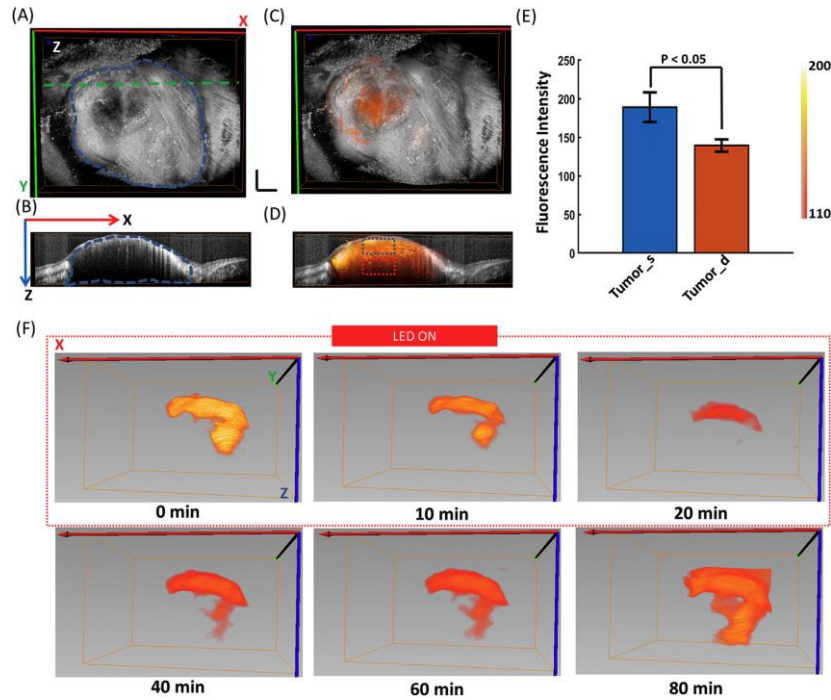 (A)
X
Z
Y
(C)
(E)
P < 0.05
250
200
150
100
50
0
Fluorescence Intensity
Tumor_s
Tumor_d
200
110
(B)
X
Z
(D)
(F)
LED ON
X
Y
Z
0 min
10 min
20 min
40 min
60 min
80 min